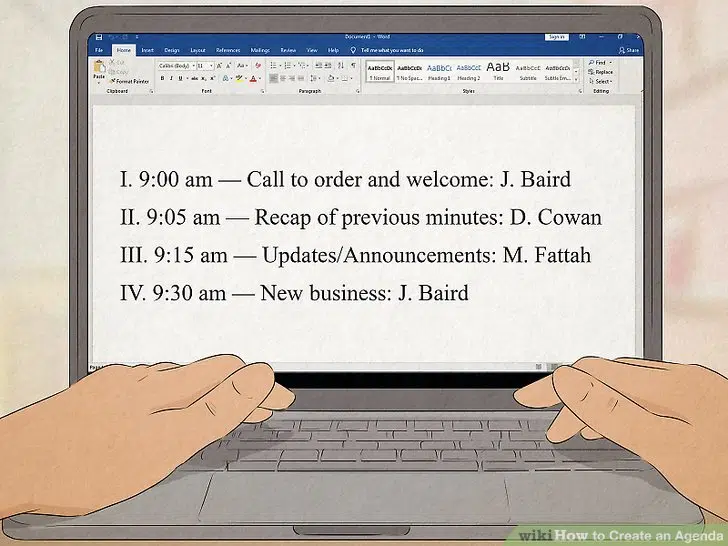 Document1 - Word
Sign in
File Home Insert Design Layout References Mailings Review View Help Tell me what you want to do Share
Cut
Copy
Format Painter
Paste
Calibri (Body) 11
AaBbCcDc AaBbCcDc AaBbCc AaBbCcC AaB AaBbCcC AaBbCcDc
1 Normal 1 No Spac... Heading 1 Heading 2 Title Subtitle Subtle Em...
Find
Replace
Select
Clipboard Font Paragraph Styles Editing
I. 9:00 am — Call to order and welcome: J. Baird
II. 9:05 am — Recap of previous minutes: D. Cowan
III. 9:15 am — Updates/Announcements: M. Fattah
IV. 9:30 am — New business: J. Baird
wikiHow to Create an Agenda